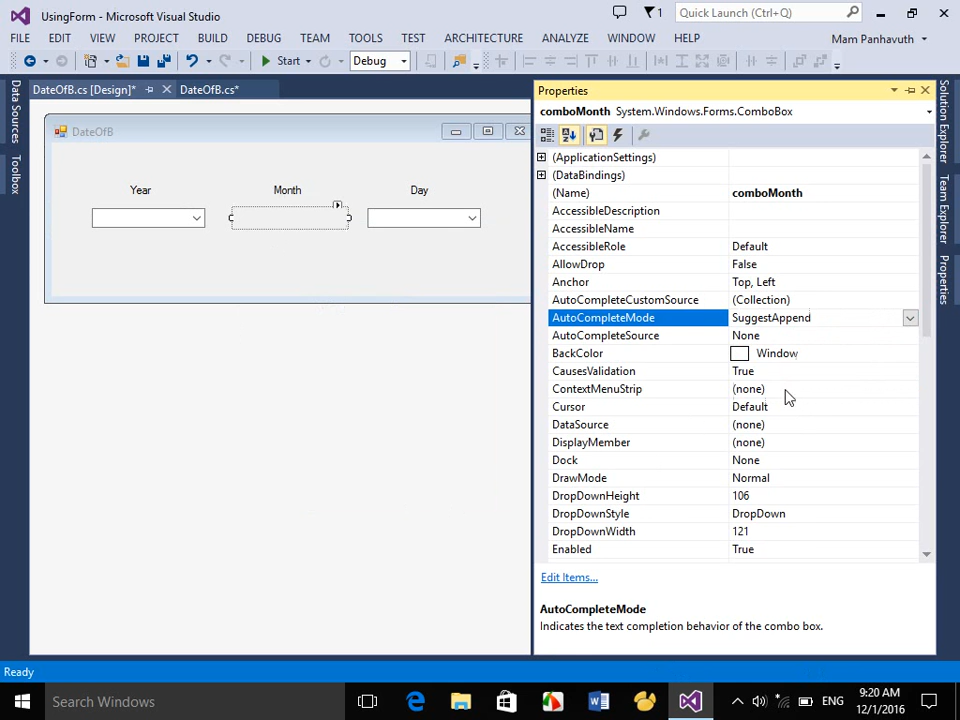 UsingForm - Microsoft Visual Studio
1
Quick Launch (Ctrl+Q)
FILE EDIT VIEW PROJECT BUILD DEBUG TEAM TOOLS TEST ARCHITECTURE ANALYZE WINDOW HELP
Mam Panhavuth
Start
Debug
DateOfB.cs [Design]*
DateOfB.cs*
Data Sources
Toolbox
DateOfB
Year
Month
Day
Properties
comboMonth System.Windows.Forms.ComboBox
(ApplicationSettings)
(DataBindings)
(Name) comboMonth
AccessibleDescription
AccessibleName
AccessibleRole Default
AllowDrop False
Anchor Top, Left
AutoCompleteCustomSource (Collection)
AutoCompleteMode SuggestAppend
AutoCompleteSource None
BackColor Window
CausesValidation True
ContextMenuStrip (none)
Cursor Default
DataSource (none)
DisplayMember (none)
Dock None
DrawMode Normal
DropDownHeight 106
DropDownStyle DropDown
DropDownWidth 121
Enabled True
Edit Items...
AutoCompleteMode
Indicates the text completion behavior of the combo box.
Solution Explorer
Team Explorer
Properties
Ready
Search Windows
ENG
9:20 AM
12/1/2016